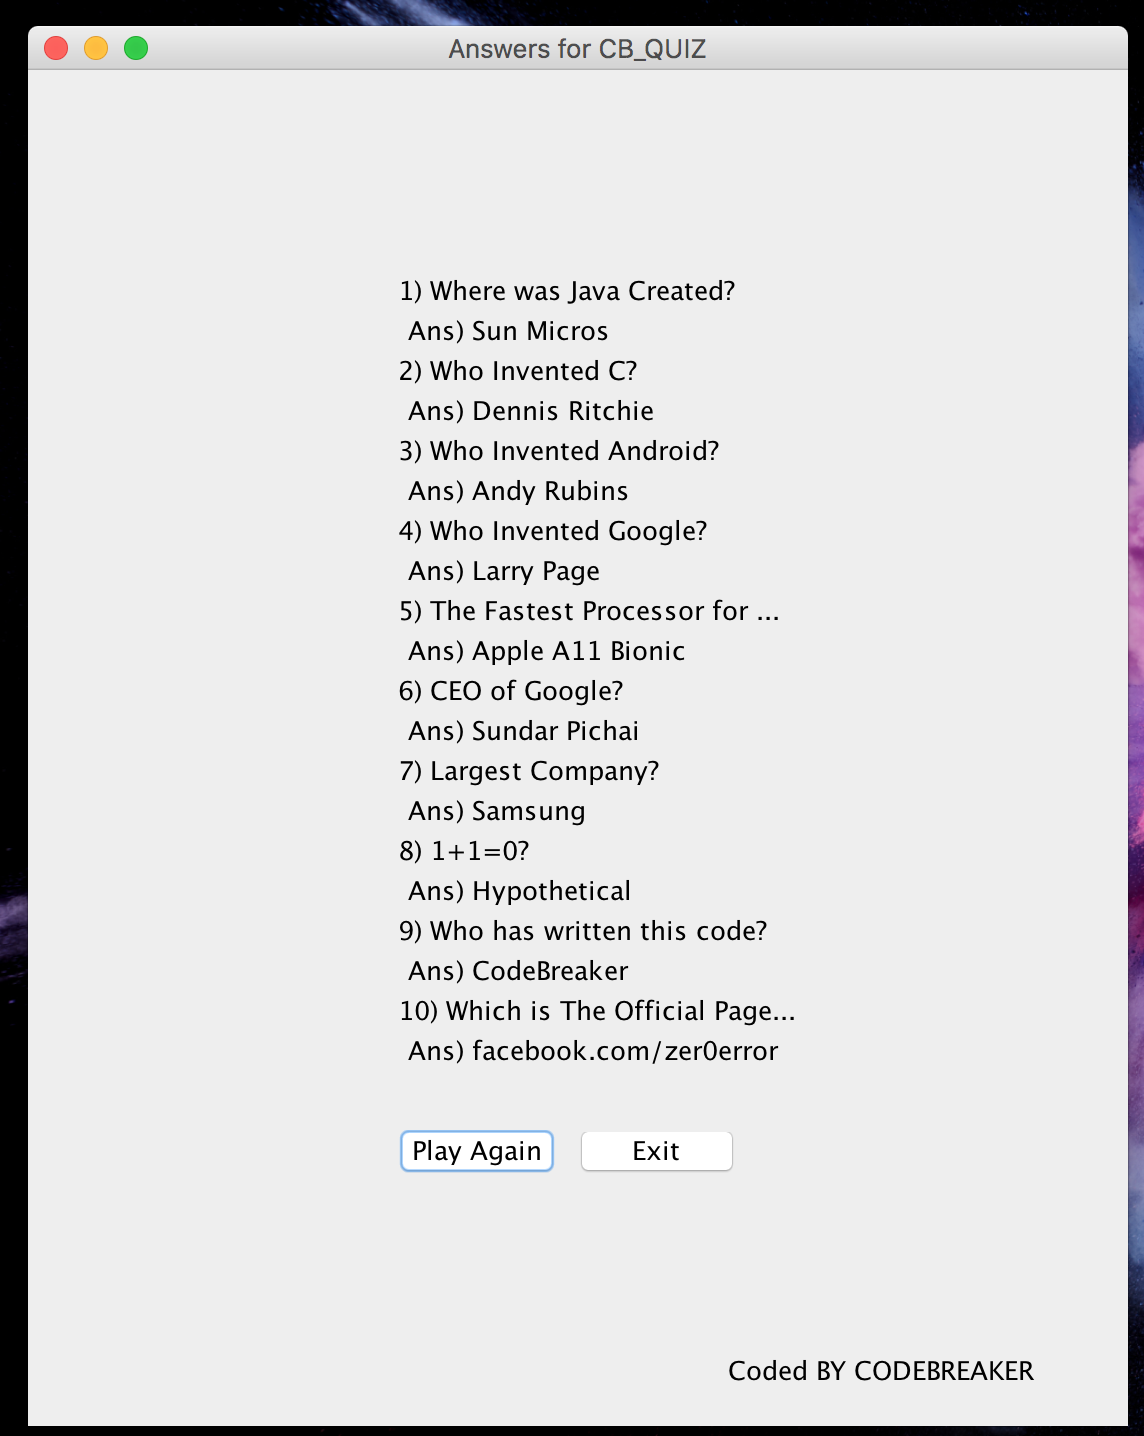 Answers for CB_QUIZ
1) Where was Java Created?
Ans) Sun Micros
2) Who Invented C?
Ans) Dennis Ritchie
3) Who Invented Android?
Ans) Andy Rubins
4) Who Invented Google?
Ans) Larry Page
5) The Fastest Processor for ...
Ans) Apple A11 Bionic
6) CEO of Google?
Ans) Sundar Pichai
7) Largest Company?
Ans) Samsung
8) 1+1=0?
Ans) Hypothetical
9) Who has written this code?
Ans) CodeBreaker
10) Which is The Official Page...
Ans) facebook.com/zer0error
Play Again Exit
Coded BY CODEBREAKER